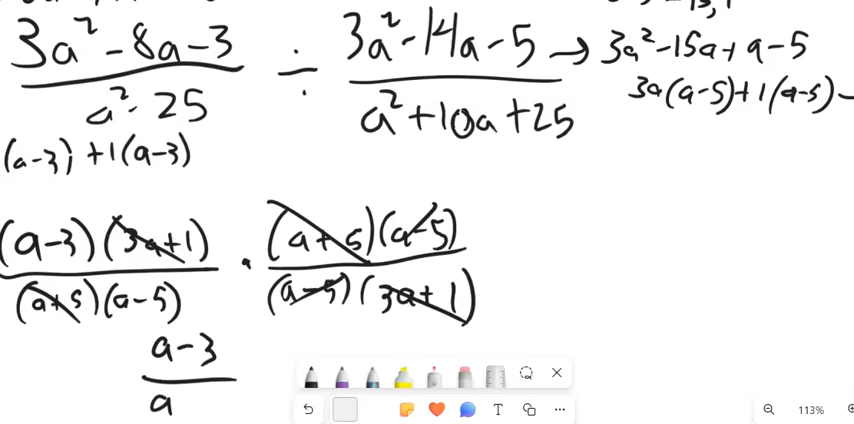 3a² - 8a - 3 / a² - 25 ÷ 3a² - 14a - 5 / a² + 10a + 25 → 3a² - 15a + a - 5
3a(a-5) + 1(a-5) -
(a-3) + 1(a-3)
(a-3)(3a+1) / (a+5)(a-5) · (a+5)(a-5) / (a-5)(3a+1)
a-3 / a
T
113%